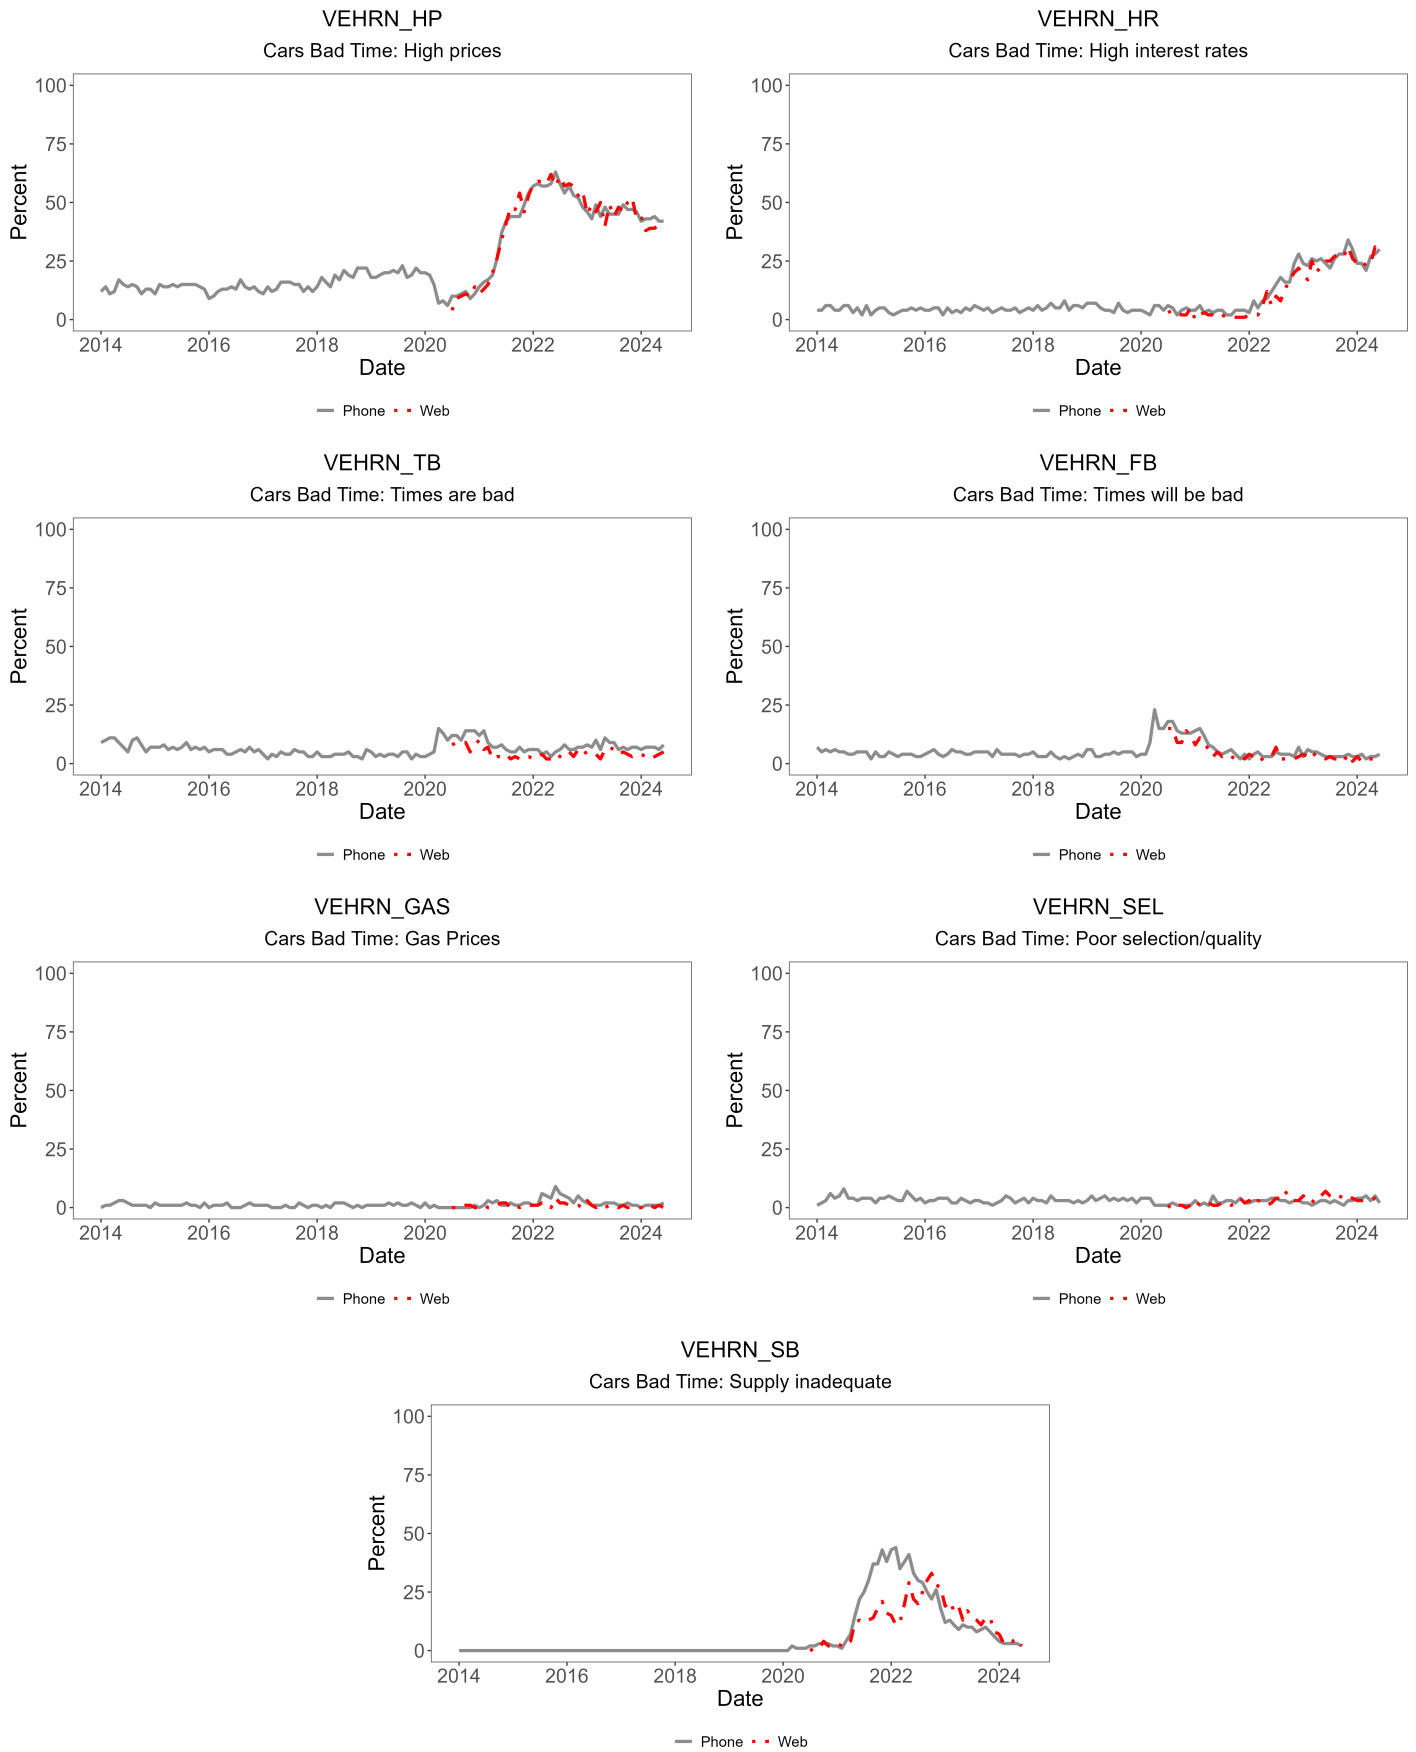 VEHRN_HP
Cars Bad Time: High prices
100
75
50
25
0
Percent
2014 2016 2018 2020 2022 2024
Date
Phone Web
VEHRN_HR
Cars Bad Time: High interest rates
100
75
50
25
0
Percent
2014 2016 2018 2020 2022 2024
Date
Phone Web
VEHRN_TB
Cars Bad Time: Times are bad
100
75
50
25
0
Percent
2014 2016 2018 2020 2022 2024
Date
Phone Web
VEHRN_FB
Cars Bad Time: Times will be bad
100
75
50
25
0
Percent
2014 2016 2018 2020 2022 2024
Date
Phone Web
VEHRN_GAS
Cars Bad Time: Gas Prices
100
75
50
25
0
Percent
2014 2016 2018 2020 2022 2024
Date
Phone Web
VEHRN_SEL
Cars Bad Time: Poor selection/quality
100
75
50
25
0
Percent
2014 2016 2018 2020 2022 2024
Date
Phone Web
VEHRN_SB
Cars Bad Time: Supply inadequate
100
75
50
25
0
Percent
2014 2016 2018 2020 2022 2024
Date
Phone Web